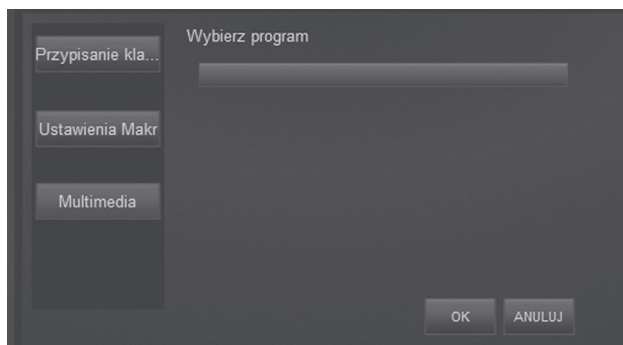 Przypisanie kla...
Wybierz program
Ustawienia Makr
Multimedia
OK
ANULUJ